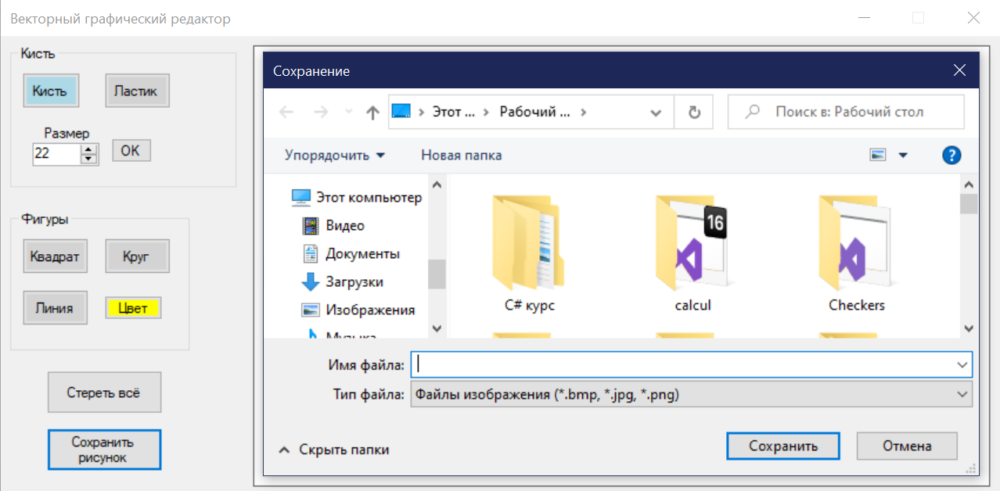 Векторный графический редактор
Кисть
Кисть
Ластик
Размер
22
OK
Фигуры
Квадрат
Круг
Линия
Цвет
Стереть всё
Сохранить
рисунок
Сохранение
Этот ...
Рабочий ...
Поиск в: Рабочий стол
Упорядочить
Новая папка
?
Этот компьютер
Видео
Документы
Загрузки
Изображения
Музыка
16
C# курс
calcul
Checkers
Имя файла:
Тип файла:
Файлы изображения (*.bmp, *.jpg, *.png)
Скрыть папки
Сохранить
Отмена